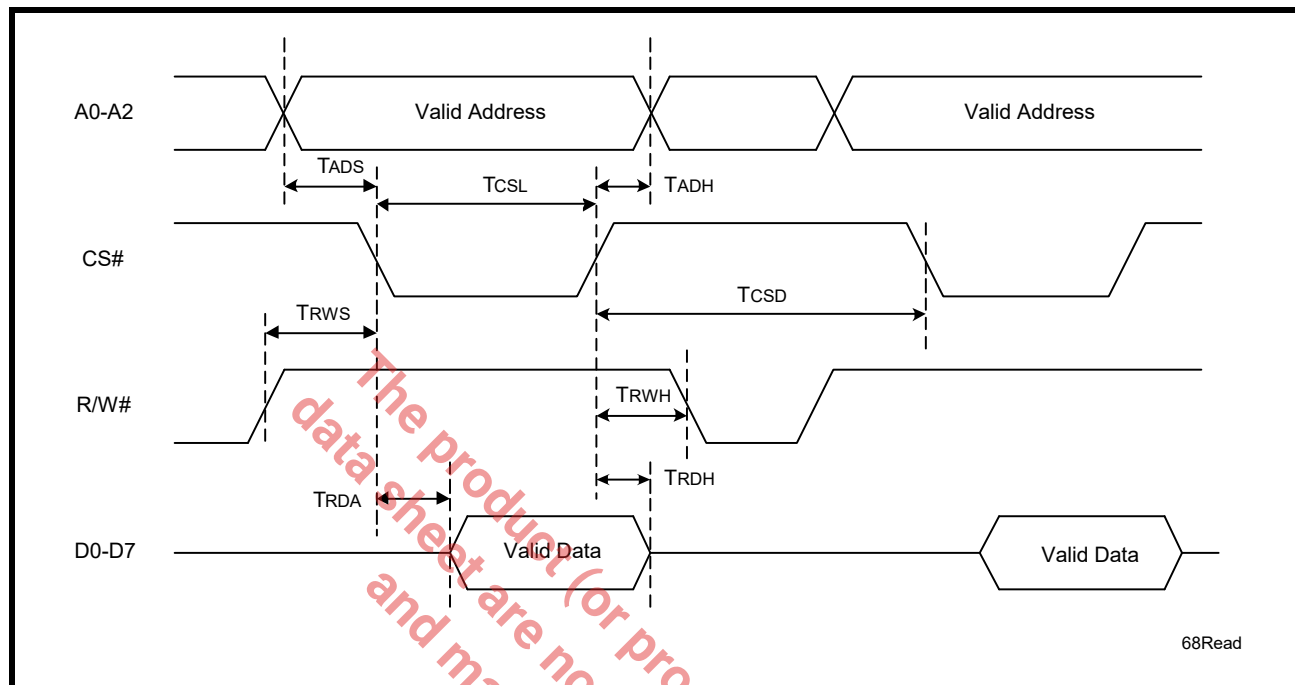 A0-A2
Valid Address
Valid Address
TADS
TCSL
TADH
CS#
TCSD
TRWS
R/W#
TRWH
TRDH
TRDA
D0-D7
Valid Data
Valid Data
68Read
The product (or pro
data sheet are no
and ma